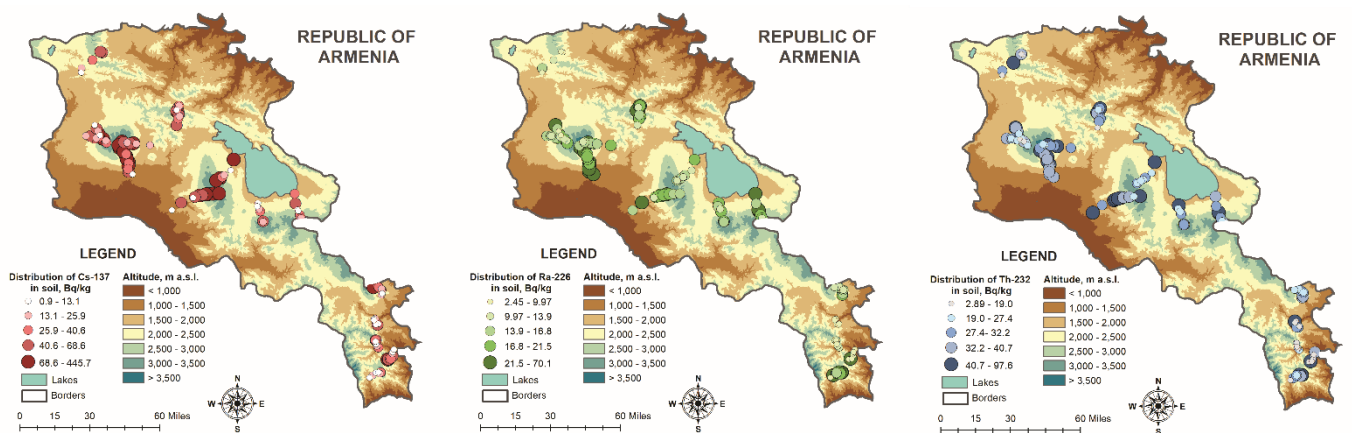 REPUBLIC OF
ARMENIA
LEGEND
Distribution of Cs-137
in soil, Bq/kg
0.9 - 13.1
13.1 - 25.9
25.9 - 40.6
40.6 - 68.6
68.6 - 445.7
Lakes
Borders
Altitude, m a.s.l.
< 1,000
1,000 - 1,500
1,500 - 2,000
2,000 - 2,500
2,500 - 3,000
3,000 - 3,500
> 3,500
N
W E
S
0 15 30 60 Miles
REPUBLIC OF
ARMENIA
LEGEND
Distribution of Ra-226
in soil, Bq/kg
2.45 - 9.97
9.97 - 13.9
13.9 - 16.8
16.8 - 21.5
21.5 - 70.1
Lakes
Borders
Altitude, m a.s.l.
< 1,000
1,000 - 1,500
1,500 - 2,000
2,000 - 2,500
2,500 - 3,000
3,000 - 3,500
> 3,500
N
W E
S
0 15 30 60 Miles
REPUBLIC OF
ARMENIA
LEGEND
Distribution of Th-232
in soil, Bq/kg
2.89 - 19.0
19.0 - 27.4
27.4 - 32.2
32.2 - 40.7
40.7 - 97.6
Lakes
Borders
Altitude, m a.s.l.
< 1,000
1,000 - 1,500
1,500 - 2,000
2,000 - 2,500
2,500 - 3,000
3,000 - 3,500
> 3.500
N
W E
S
0 15 30 60 Miles